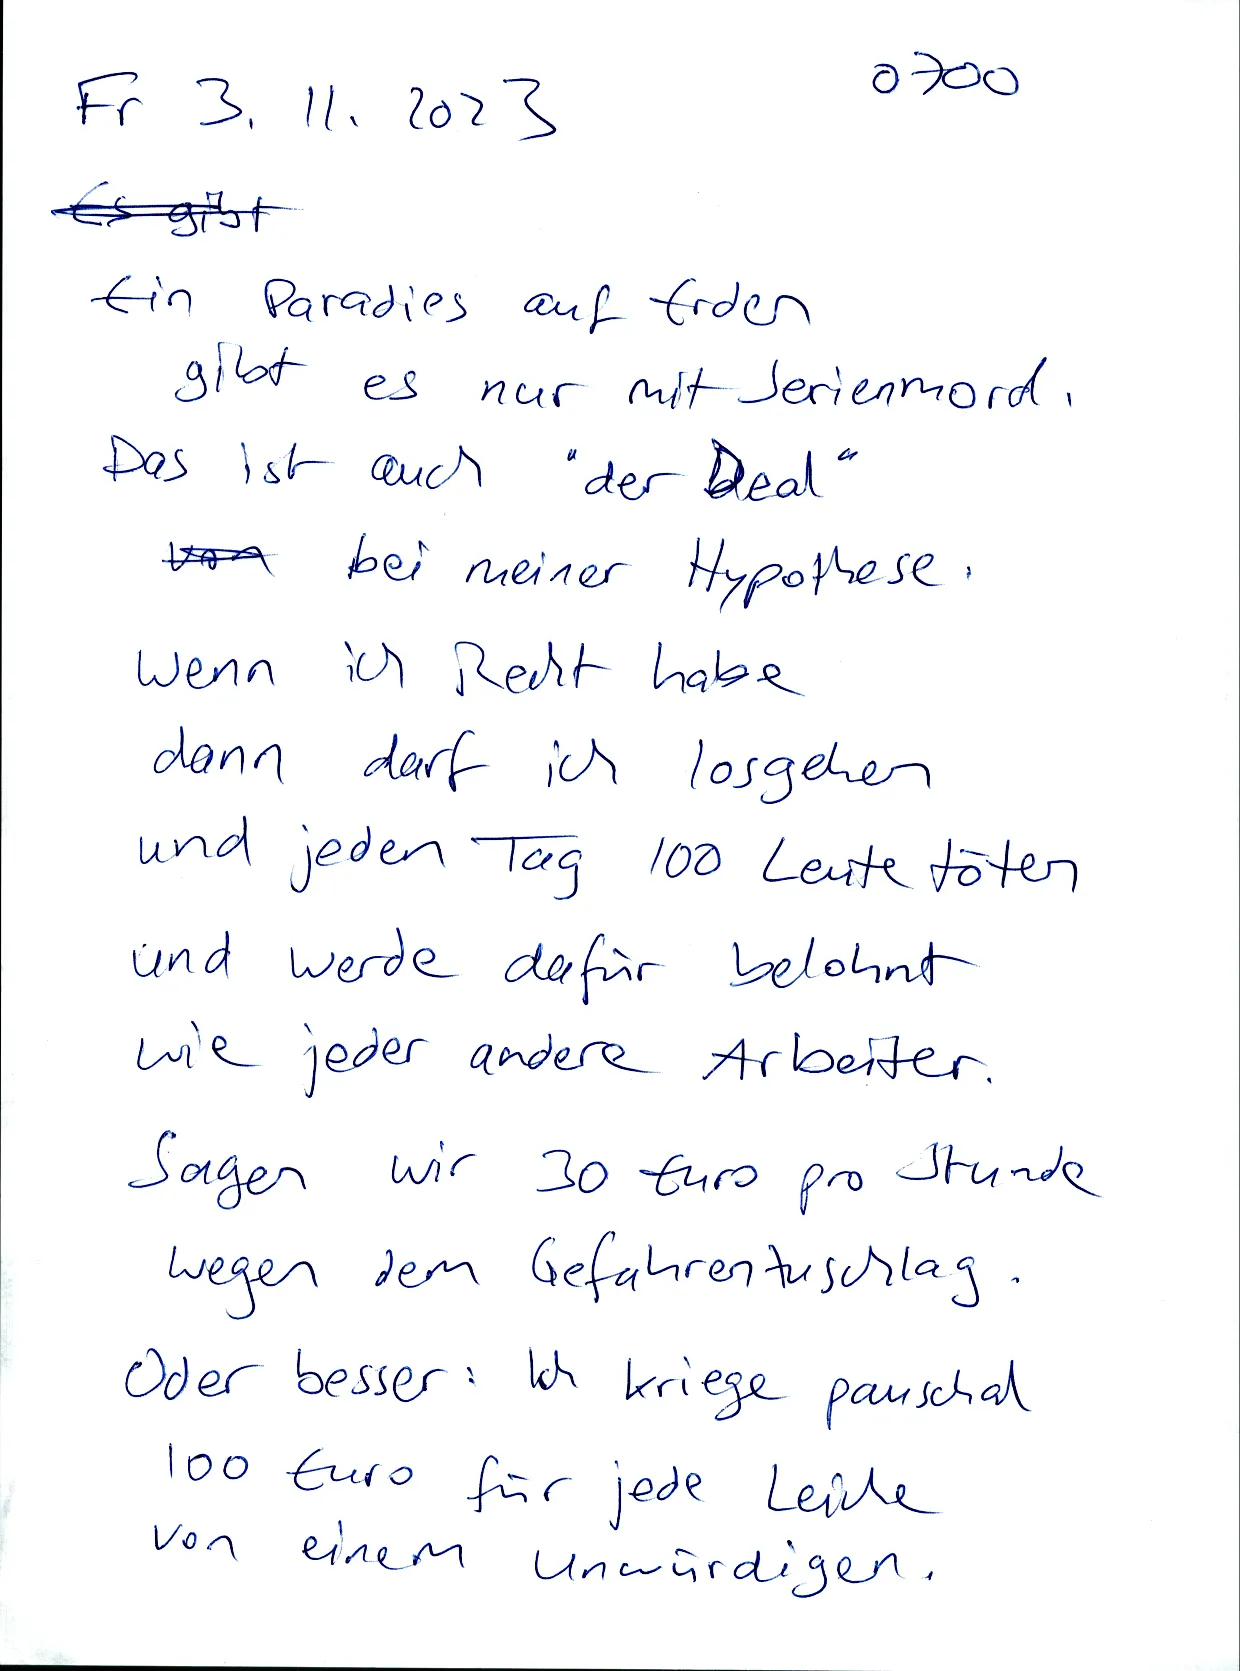 Fr 3. 11. 2023 0700
Es gibt
Ein Paradies auf Erden
gibt es nur mit Serienmord.
Das ist auch "der Deal"
von bei meiner Hypothese.
Wenn ich Recht habe
dann darf ich losgehen
und jeden Tag 100 Leute töten
und werde dafür belohnt
wie jeder andere Arbeiter.
Sagen wir 30 Euro pro Stunde
wegen dem Gefahrenzuschlag.
Oder besser: Ich kriege pauschal
100 Euro für jede Leiche
von einem Unwürdigen.